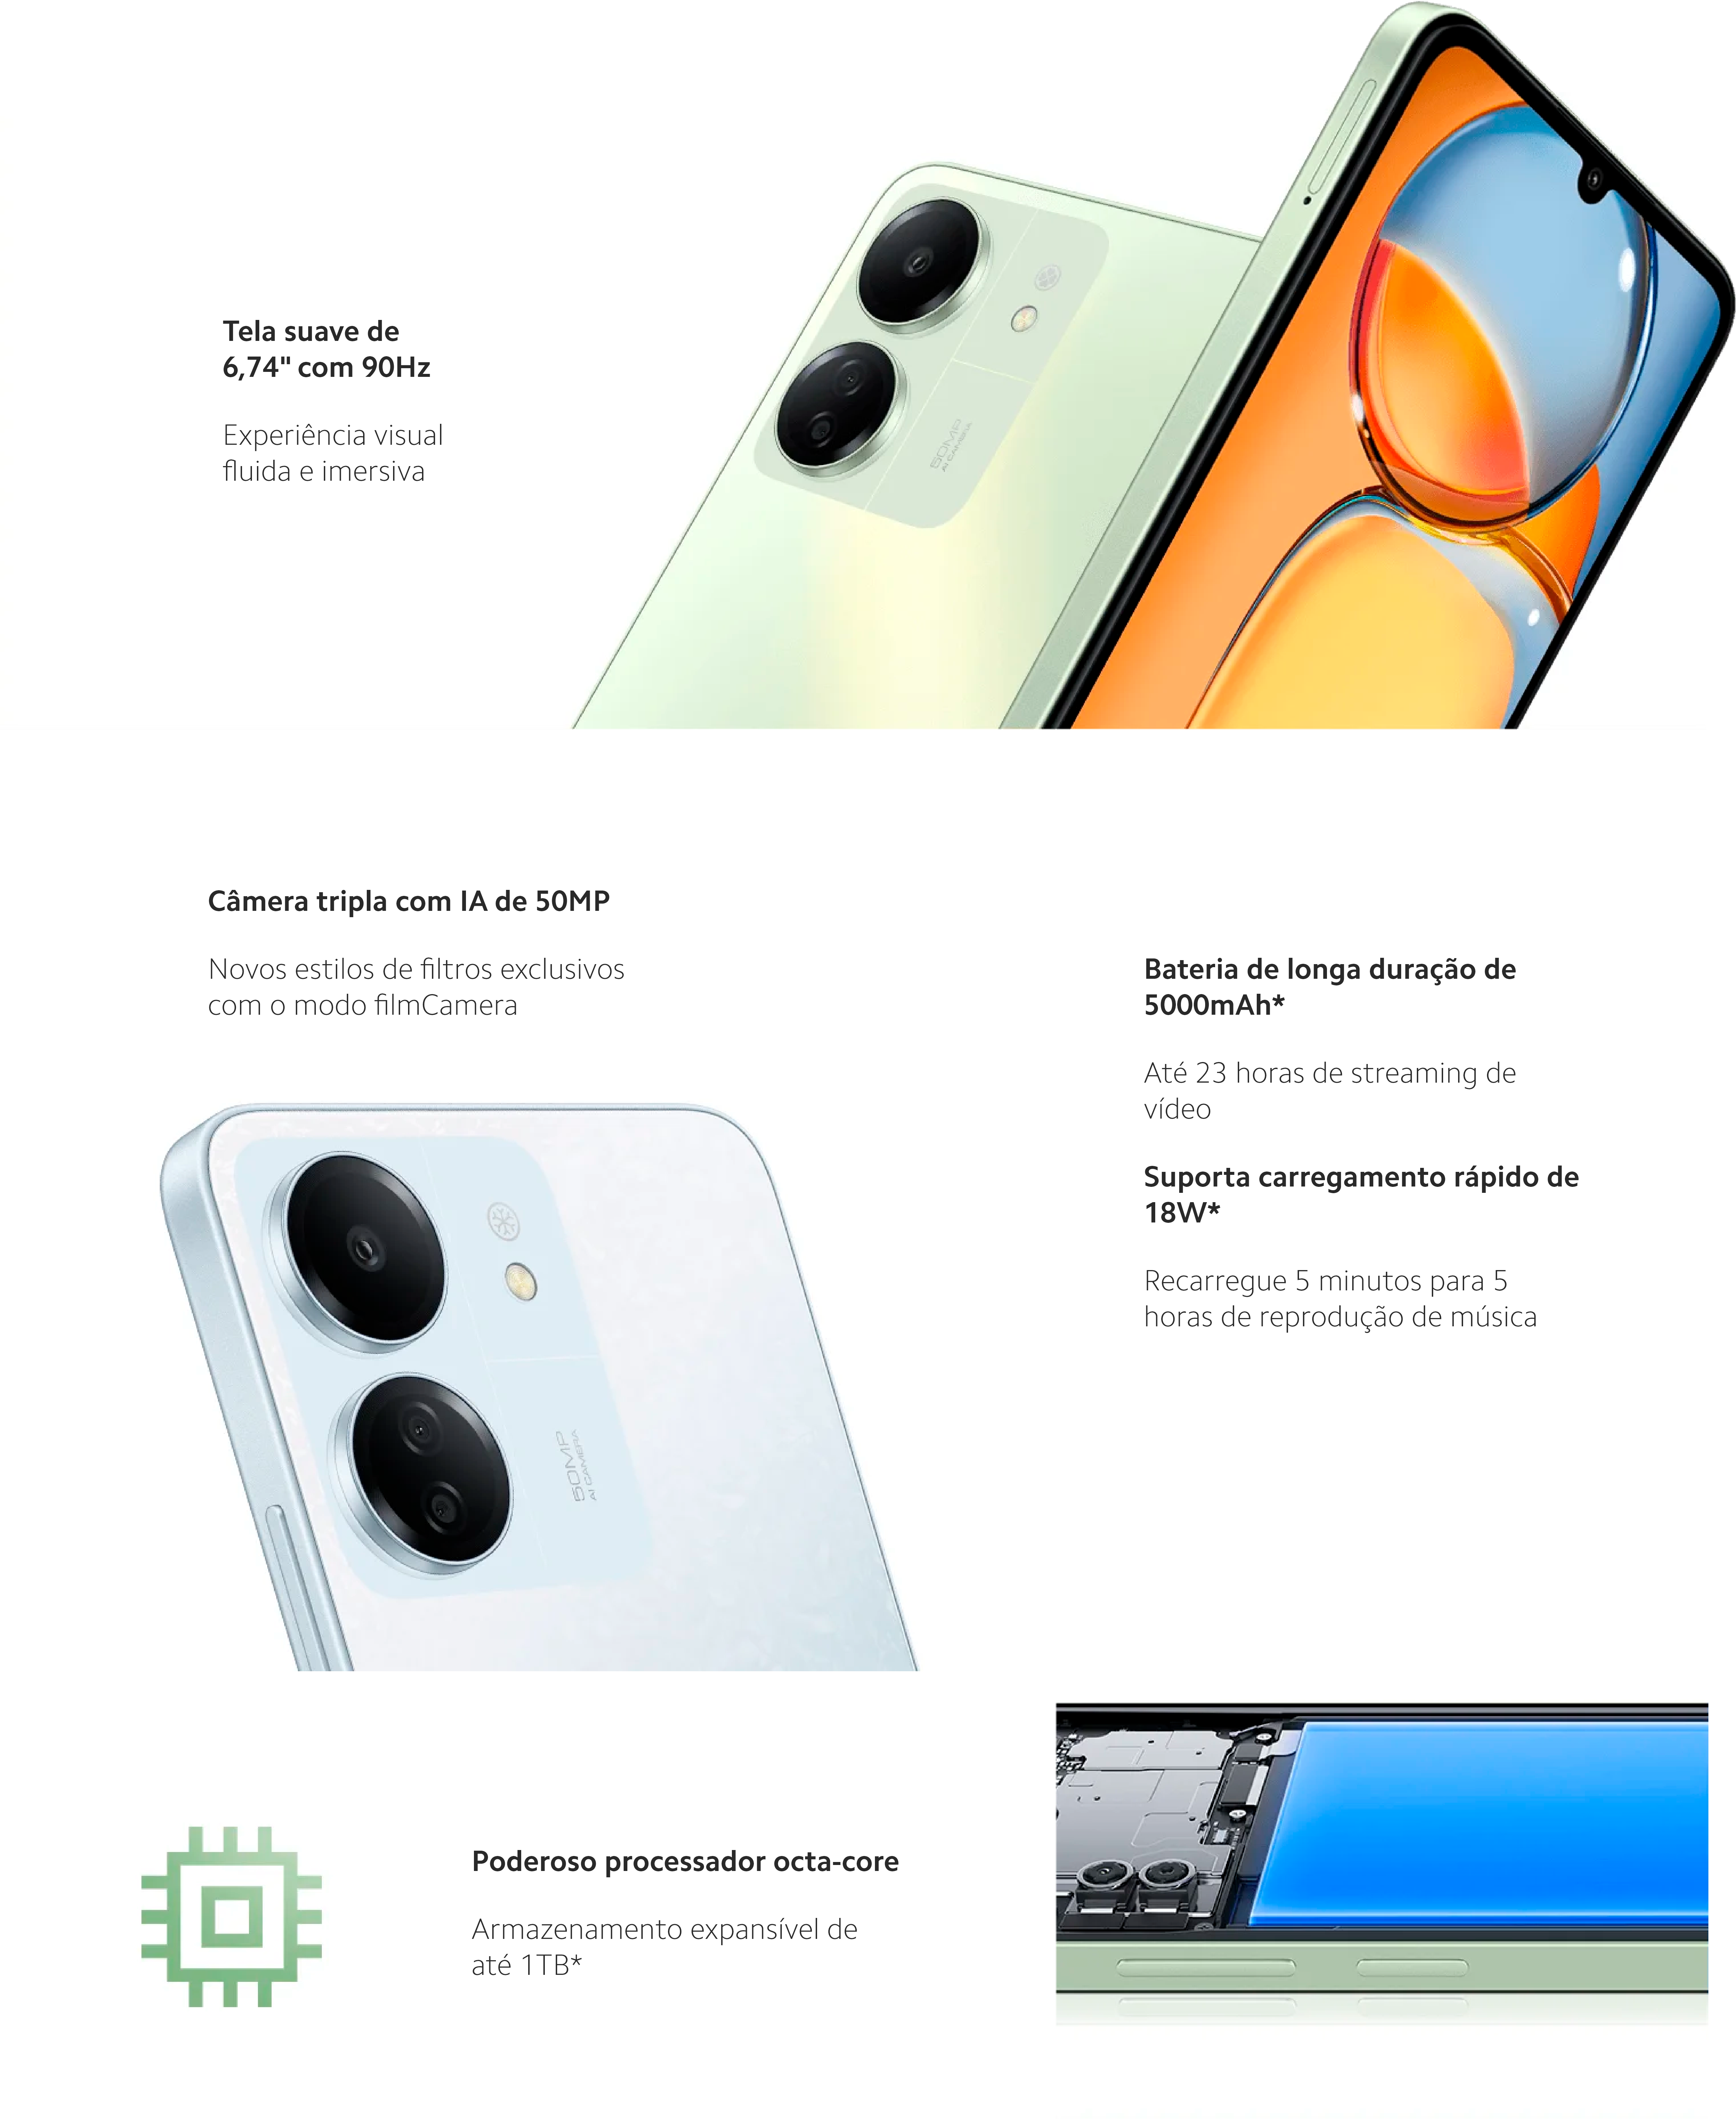 Tela suave de
6,74" com 90Hz
Experiência visual
fluida e imersiva
50MP
AI CAMERA
Câmera tripla com IA de 50MP
Novos estilos de filtros exclusivos
com o modo filmCamera
50MP
AI CAMERA
Bateria de longa duração de
5000mAh*
Até 23 horas de streaming de
vídeo
Suporta carregamento rápido de
18W*
Recarregue 5 minutos para 5
horas de reprodução de música
Poderoso processador octa-core
Armazenamento expansível de
até 1TB*